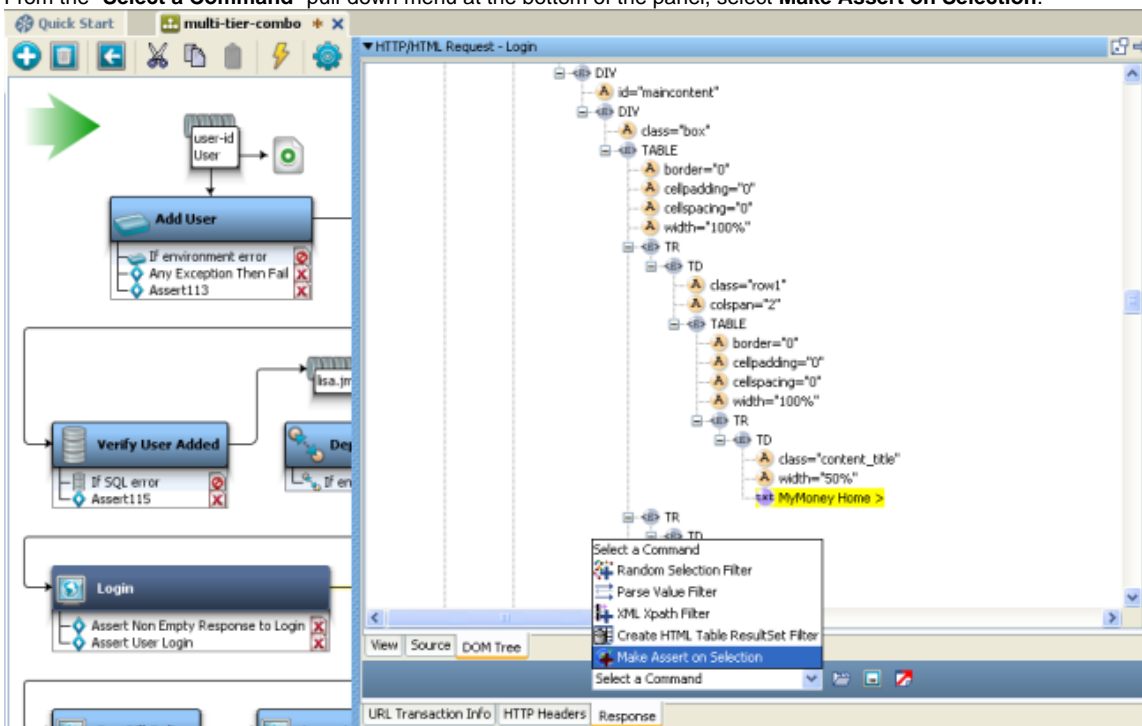 From the "Select a Command" pull down menu at the bottom of the panel, select Make Assert on Selection.
Quick Start
multi-tier-combo
HTTP/HTML Request - Login
user-id
User
Add User
If environment error
Any Exception Then Fail
Assert113
lisa.jm
Verify User Added
If SQL error
Assert115
De
If en
Login
Assert Non Empty Response to Login
Assert User Login
DIV
A id="maincontent"
DIV
A class="box"
TABLE
A border="0"
A cellpadding="0"
A cellspacing="0"
A width="100%"
TR
TD
A class="row1"
A colspan="2"
TABLE
A border="0"
A cellpadding="0"
A cellspacing="0"
A width="100%"
TR
TD
A class="content_title"
A width="50%"
txt MyMoney Home >
TR
TD
Select a Command
Random Selection Filter
Parse Value Filter
XML Xpath Filter
Create HTML Table ResultSet Filter
Make Assert on Selection
View Source DOM Tree
Select a Command
URL Transaction Info HTTP Headers Response